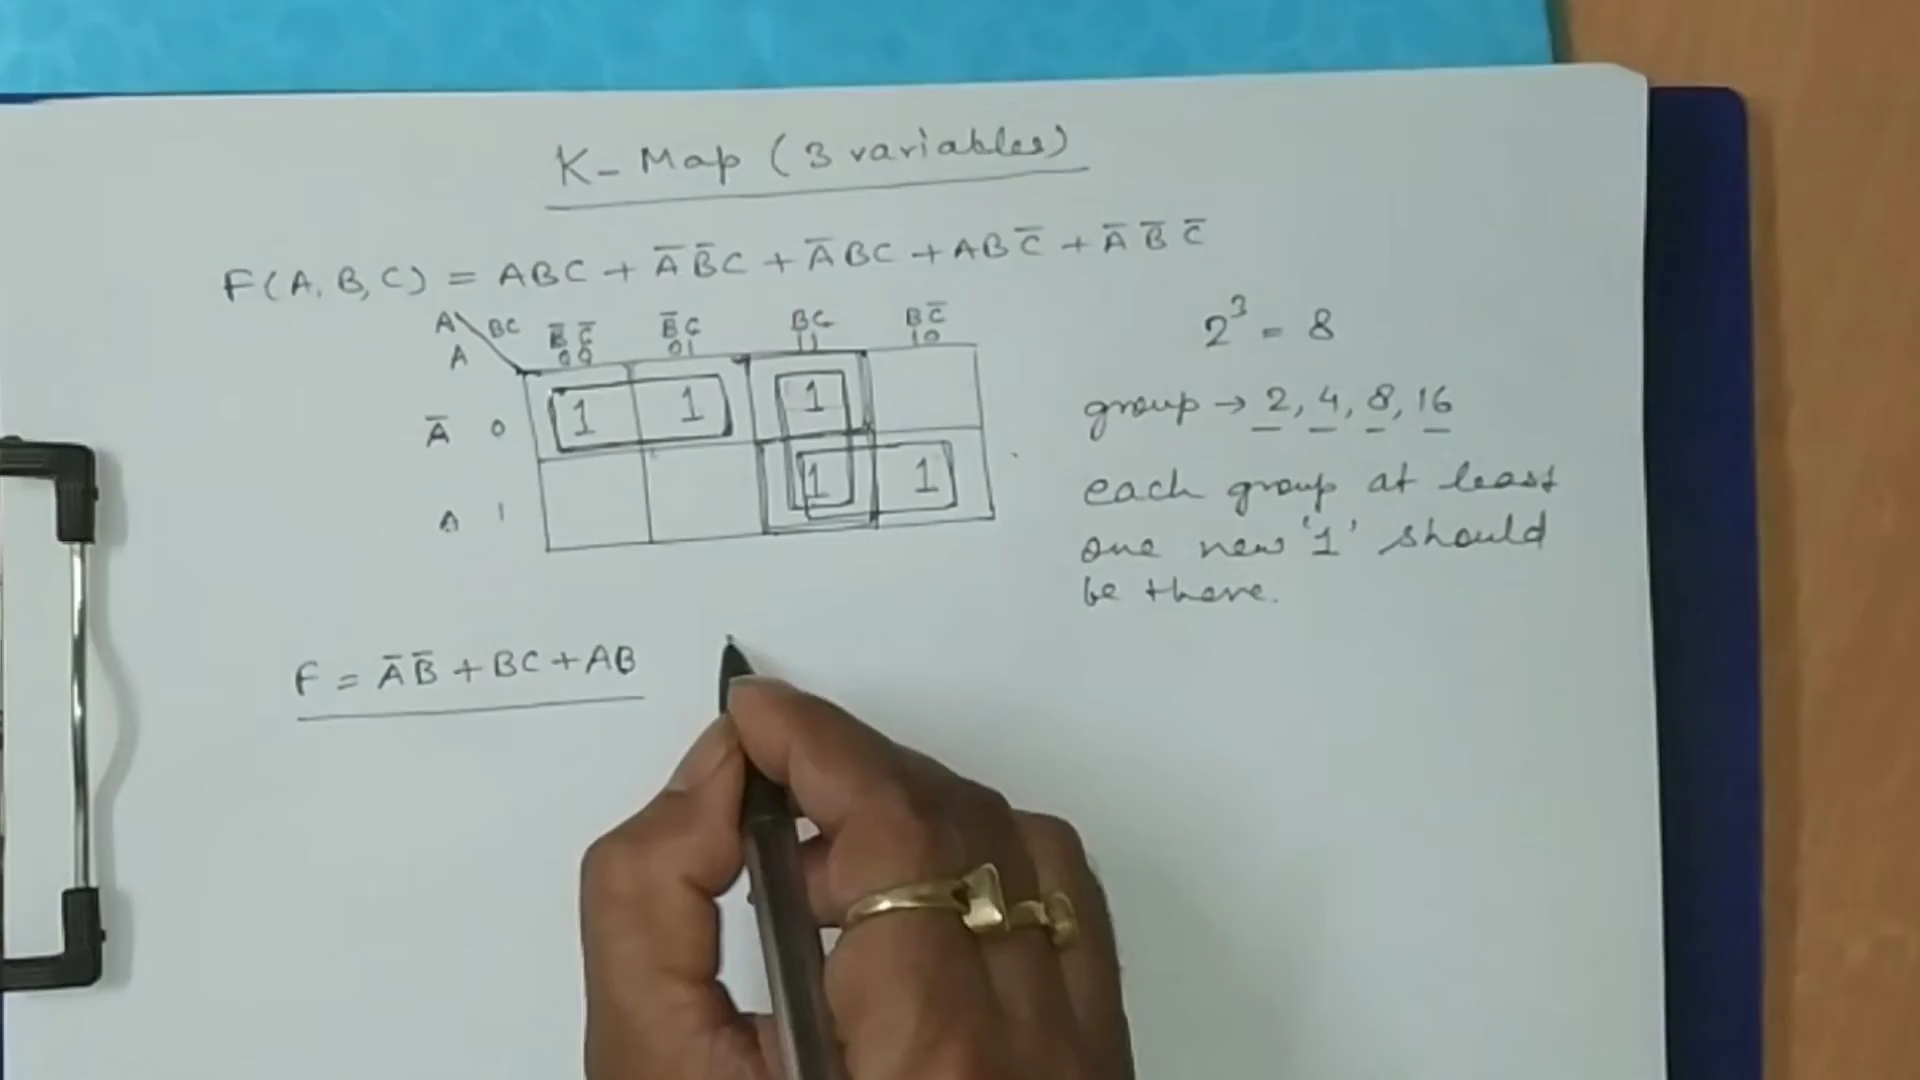 K-Map (3 variables)
F(A, B, C) = ABC + A̅ B̅ C + A̅ BC + ABC̅ + A̅ B̅ C̅
A BC B̅ C̅ B̅ C BC BC̅
A 00 01 11 10
A̅ 0 1 1 1
A 1 1 1
2³ = 8
group → 2, 4, 8, 16
each group at least
one new '1' should
be there.
F = A̅ B̅ + BC + AB